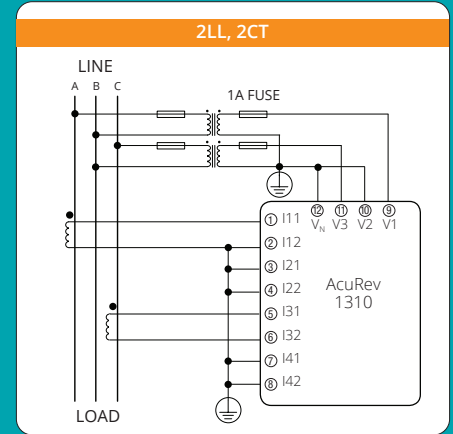 2LL, 2CT
LINE
A B C
1A FUSE
⑫ ⑪ ⑩ ⑨
VN V3 V2 V1
① I11
② I12
③ I21
④ I22
⑤ I31
⑥ I32
⑦ I41
⑧ I42
AcuRev
1310
LOAD